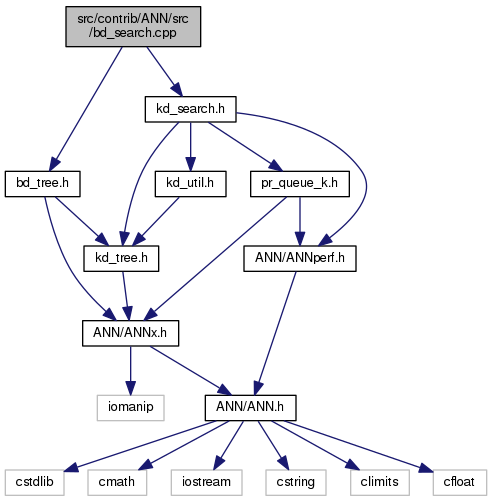 src/contrib/ANN/src
/bd_search.cpp
kd_search.h
bd_tree.h
kd_util.h
pr_queue_k.h
kd_tree.h
ANN/ANNperf.h
ANN/ANNx.h
iomanip
ANN/ANN.h
cstdlib
cmath
iostream
cstring
climits
cfloat